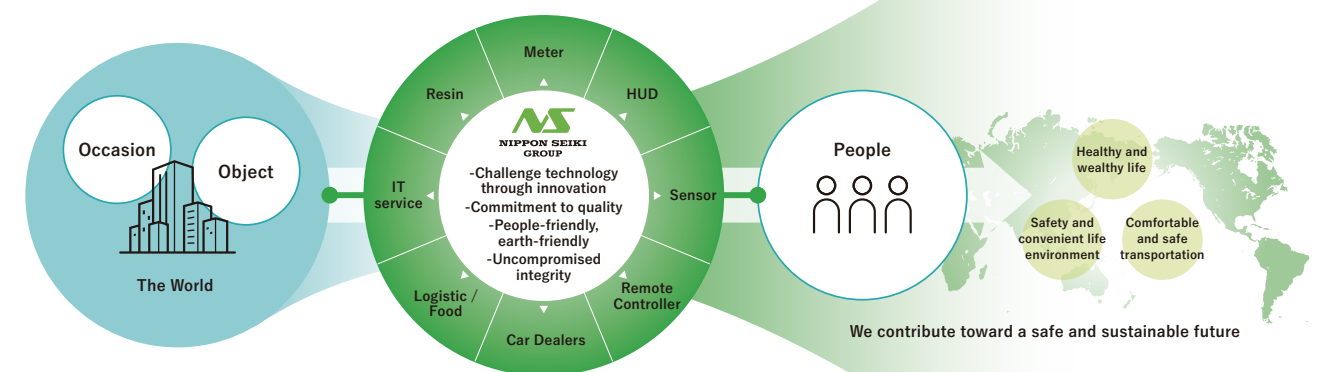 Occasion
Object
The World
Meter
HUD
Sensor
Remote
Controller
Car Dealers
Logistic /
Food
IT
service
Resin
NS
NIPPON SEIKI
GROUP
-Challenge technology
through innovation
-Commitment to quality
-People-friendly,
earth-friendly
-Uncompromised
integrity
People
Healthy and
wealthy life
Safety and
convenient life
environment
Comfortable
and safe
transportation
We contribute toward a safe and sustainable future